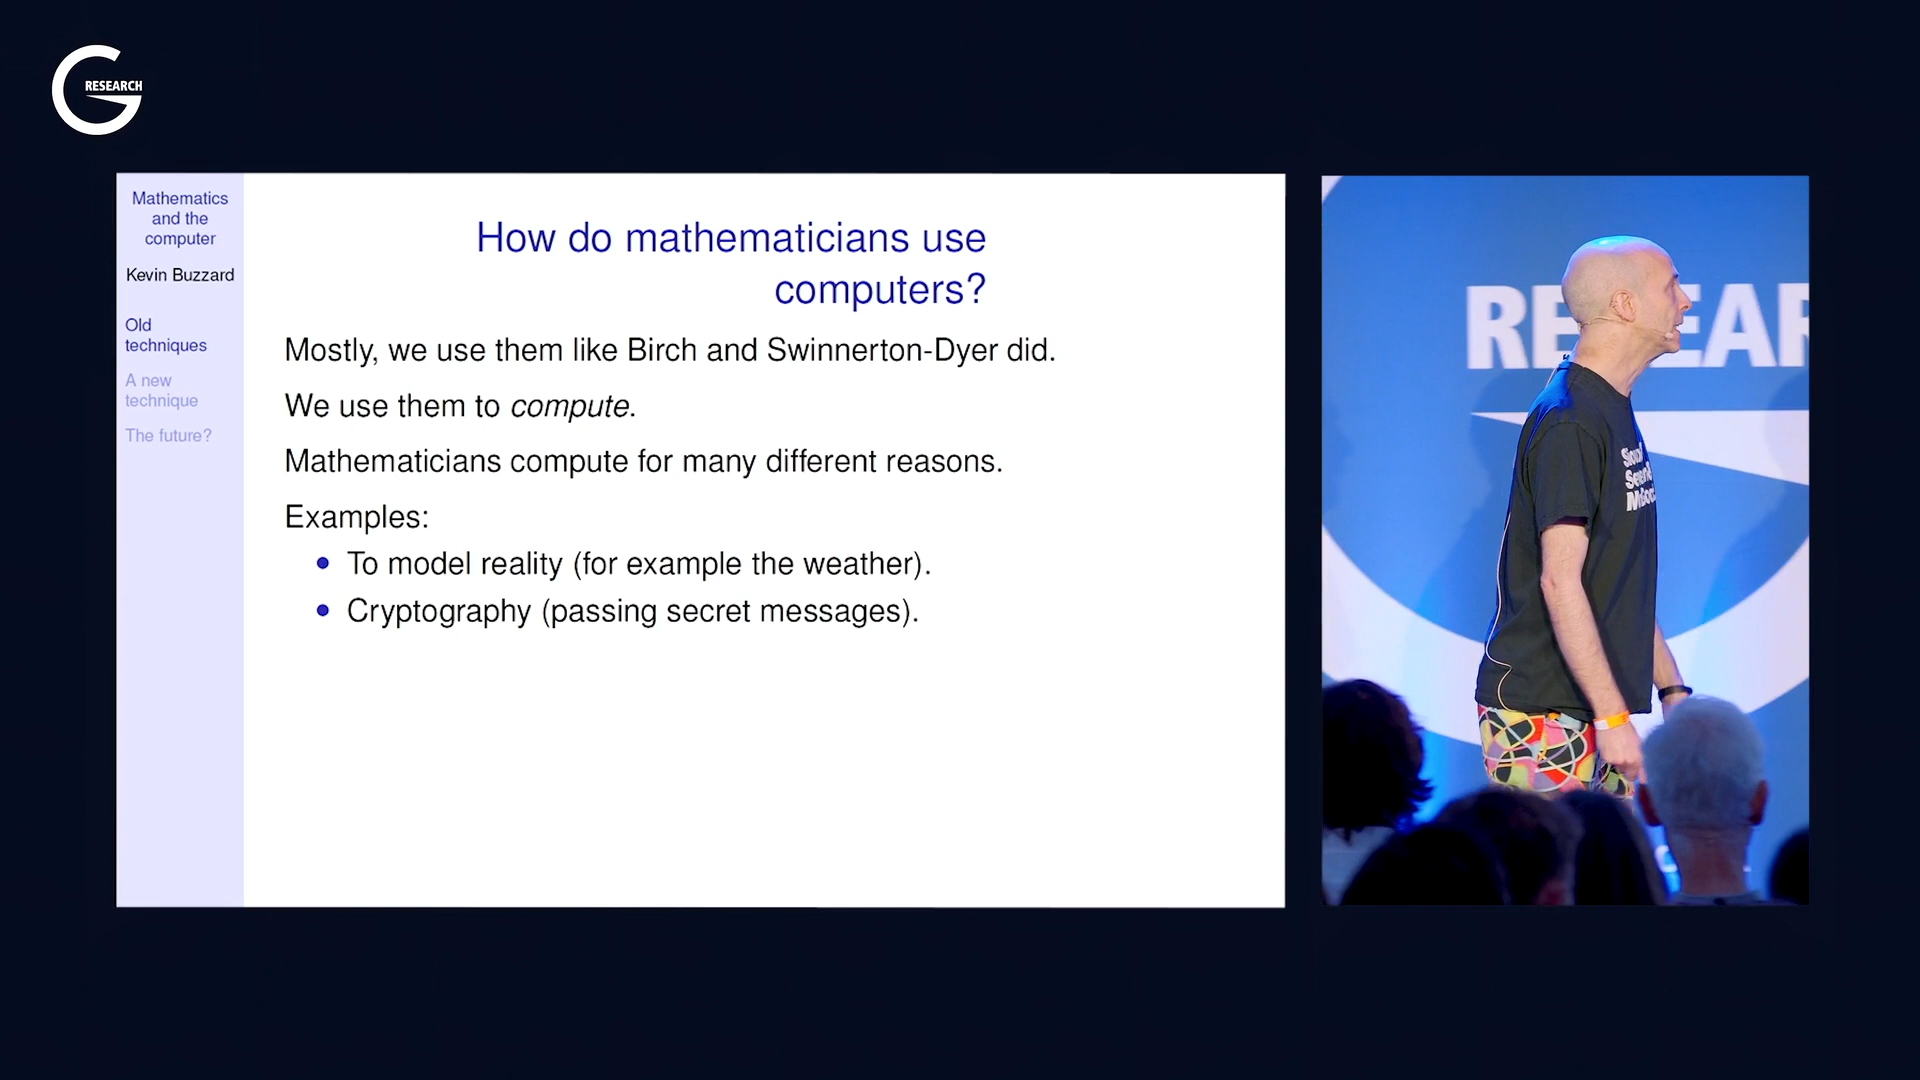 RESEARCH
Mathematics
and the
computer
Kevin Buzzard
Old
techniques
A new
technique
The future?
How do mathematicians use
computers?
Mostly, we use them like Birch and Swinnerton-Dyer did.
We use them to compute.
Mathematicians compute for many different reasons.
Examples:
• To model reality (for example the weather).
• Cryptography (passing secret messages).